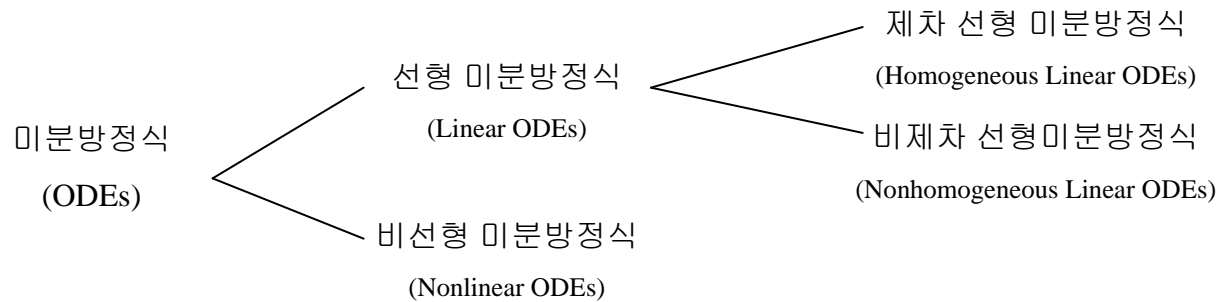 미분방정식
(ODEs)
선형 미분방정식
(Linear ODEs)
비선형 미분방정식
(Nonlinear ODEs)
제차 선형 미분방정식
(Homogeneous Linear ODEs)
비제차 선형미분방정식
(Nonhomogeneous Linear ODEs)